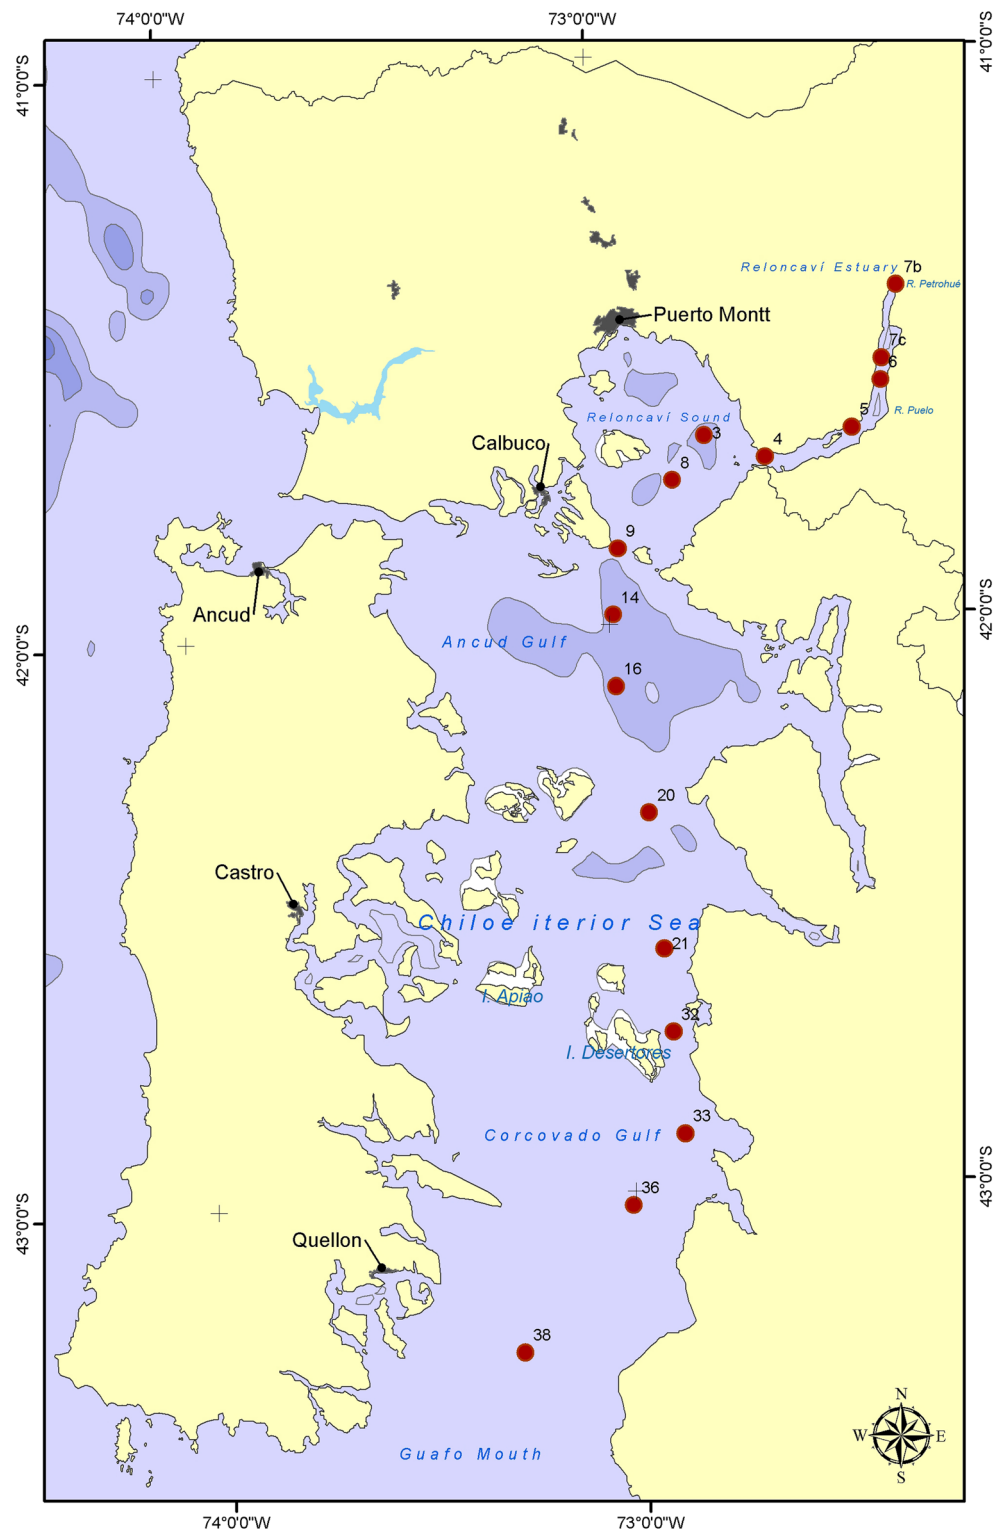 74°0'0"W
73°0'0"W
41°0'0"S
41°0'0"S
Reloncaví Estuary
7b
R. Petrohué
Puerto Montt
7c
6
R. Puelo
5
Reloncaví Sound
3
4
Calbuco
8
9
Ancud
14
42°0'0"S
42°0'0"S
Ancud Gulf
16
20
Castro
Chiloe iterior Sea
21
I. Apiao
32
I. Desertores
33
Corcovado Gulf
36
43°0'0"S
43°0'0"S
Quellon
38
N
W
E
S
Guafo Mouth
74°0'0"W
73°0'0"W